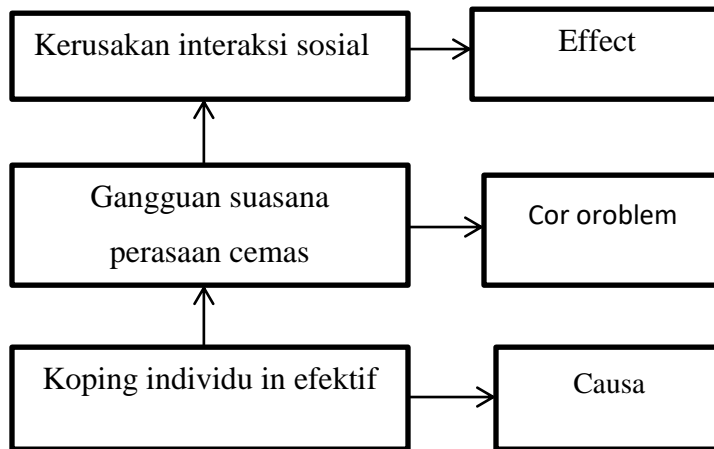 Kerusakan interaksi sosial
Effect
Gangguan suasana
perasaan cemas
Cor oroblem
Koping individu in efektif
Causa